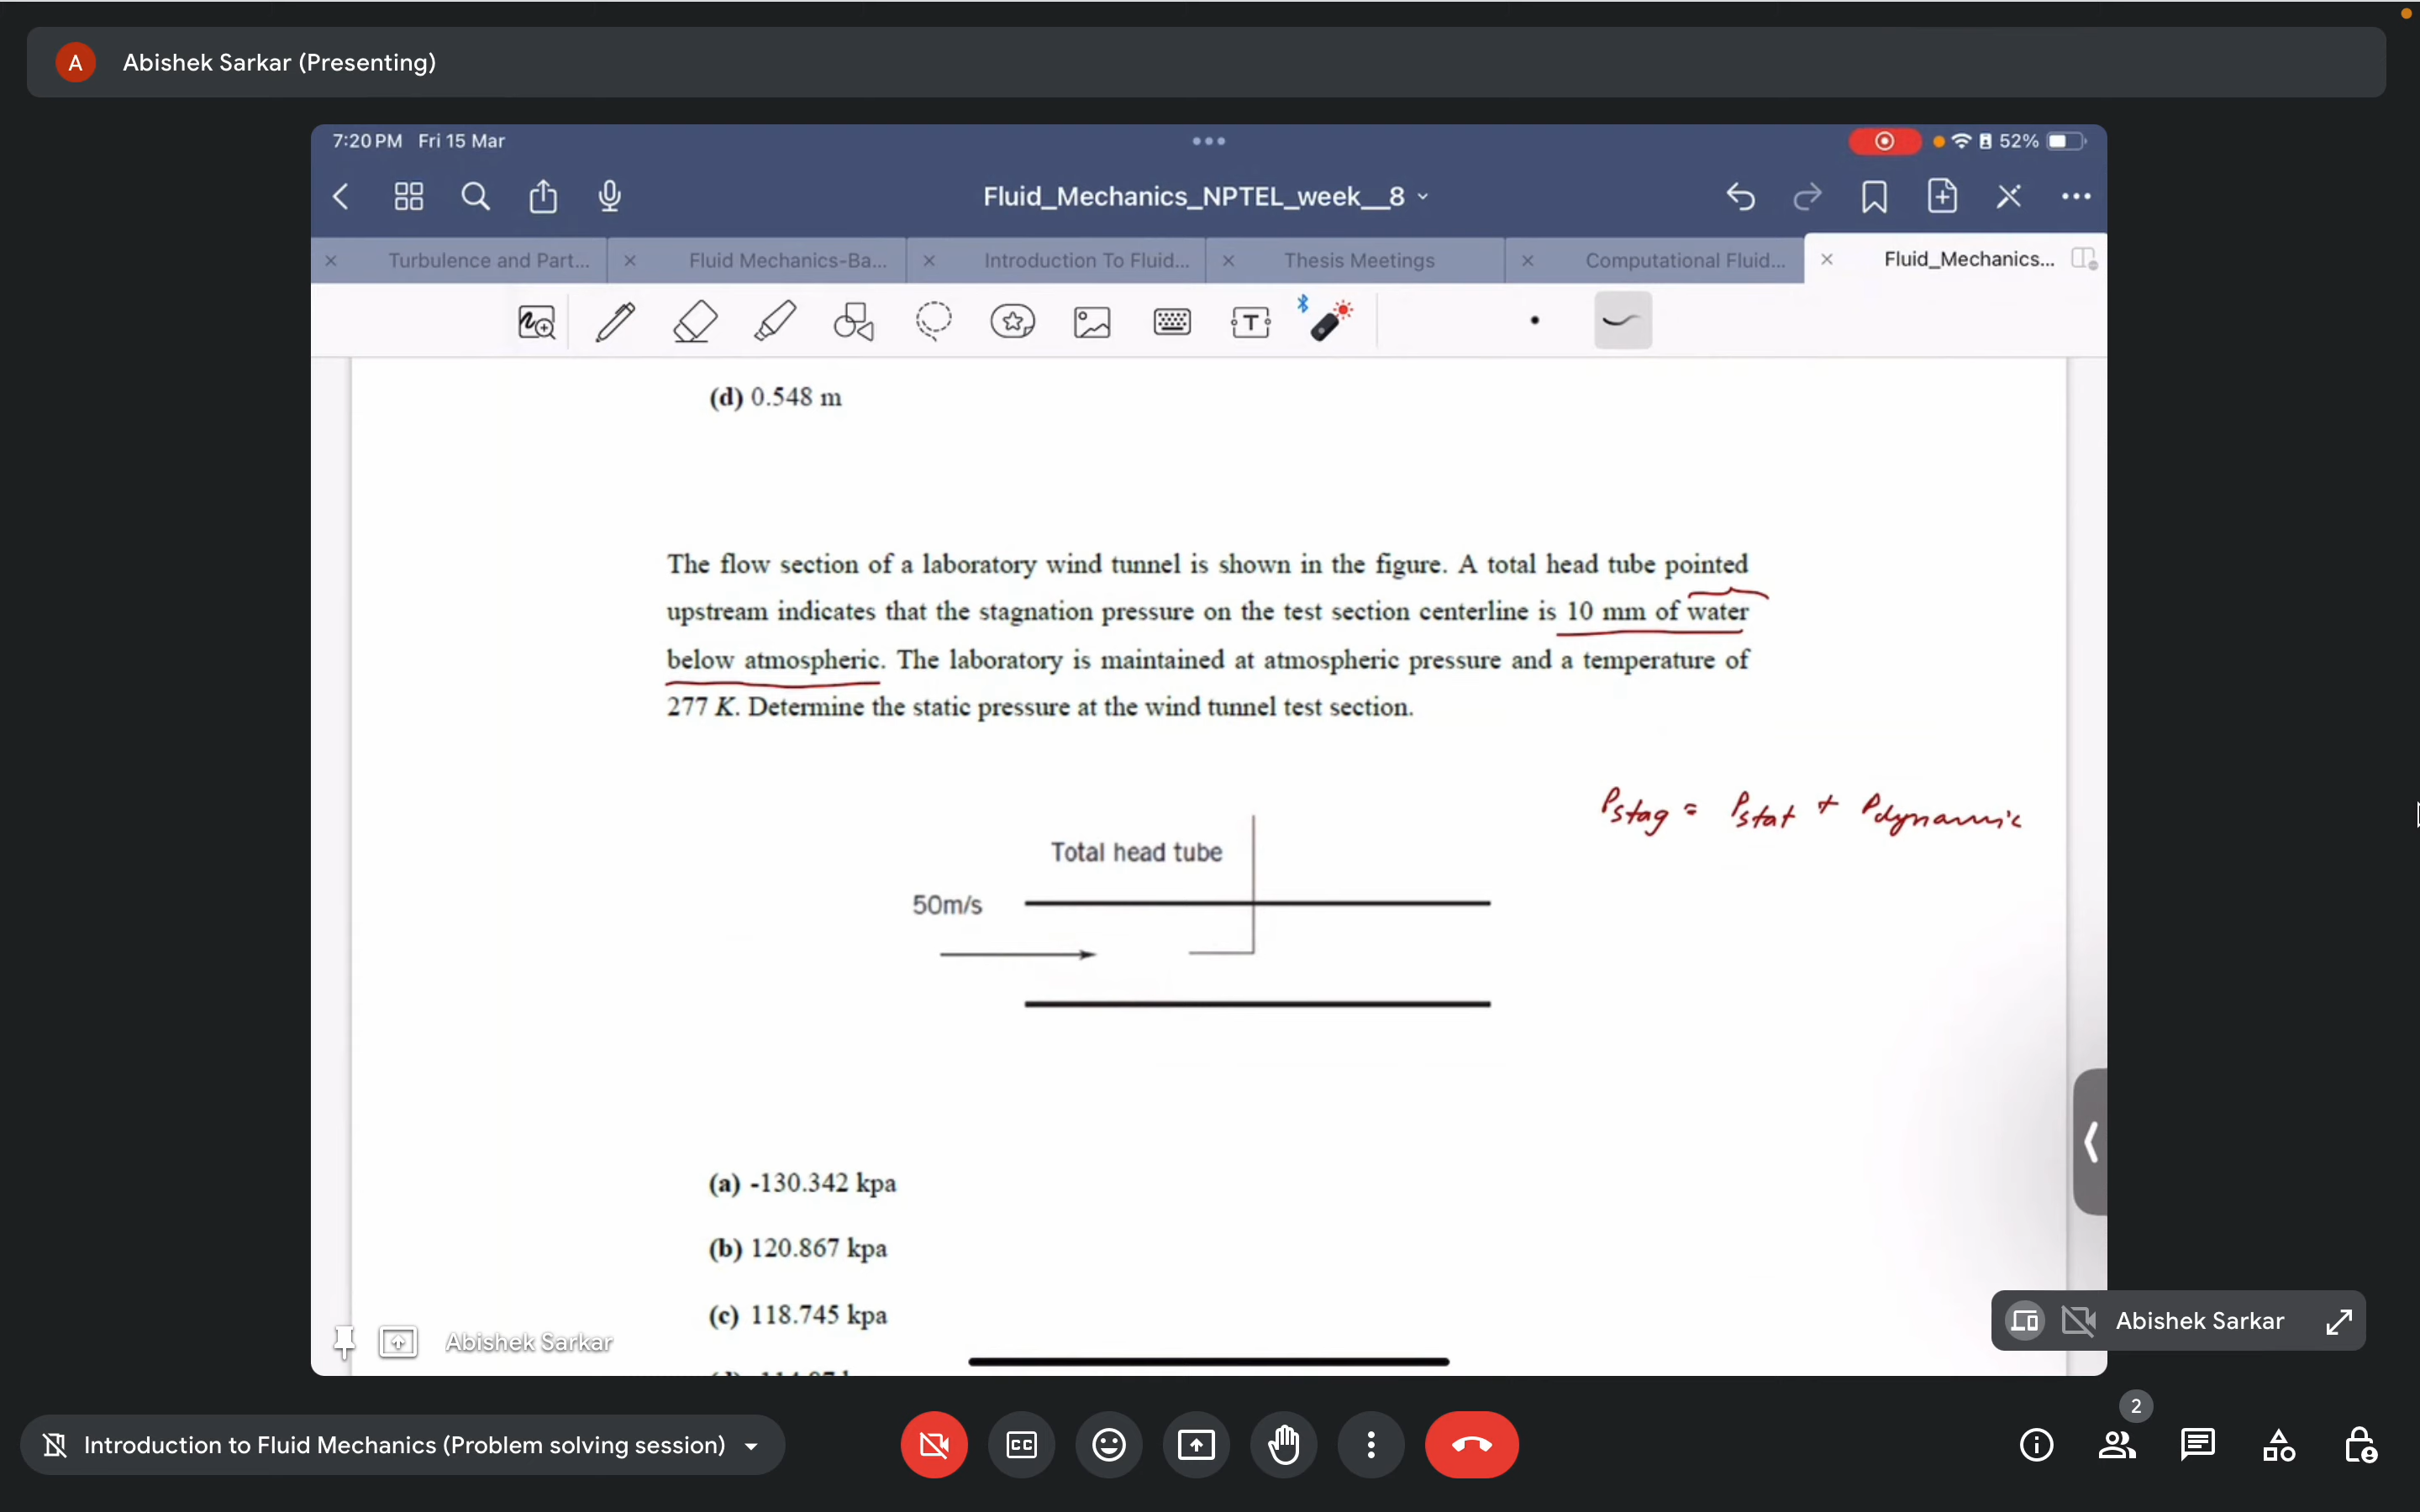 A Abishek Sarkar (Presenting)
7:20 PM Fri 15 Mar
52%
Fluid_Mechanics_NPTEL_week__8
Turbulence and Part...
Fluid Mechanics-Ba...
Introduction To Fluid...
Thesis Meetings
Computational Fluid...
Fluid_Mechanics...
T
(d) 0.548 m
The flow section of a laboratory wind tunnel is shown in the figure. A total head tube pointed
upstream indicates that the stagnation pressure on the test section centerline is 10 mm of water
below atmospheric. The laboratory is maintained at atmospheric pressure and a temperature of
277 K. Determine the static pressure at the wind tunnel test section.
Pstag = Pstat + Pdynamic
Total head tube
50m/s
(a) -130.342 kpa
(b) 120.867 kpa
(c) 118.745 kpa
Abishek Sarkar
Abishek Sarkar
2
Introduction to Fluid Mechanics (Problem solving session)
CC